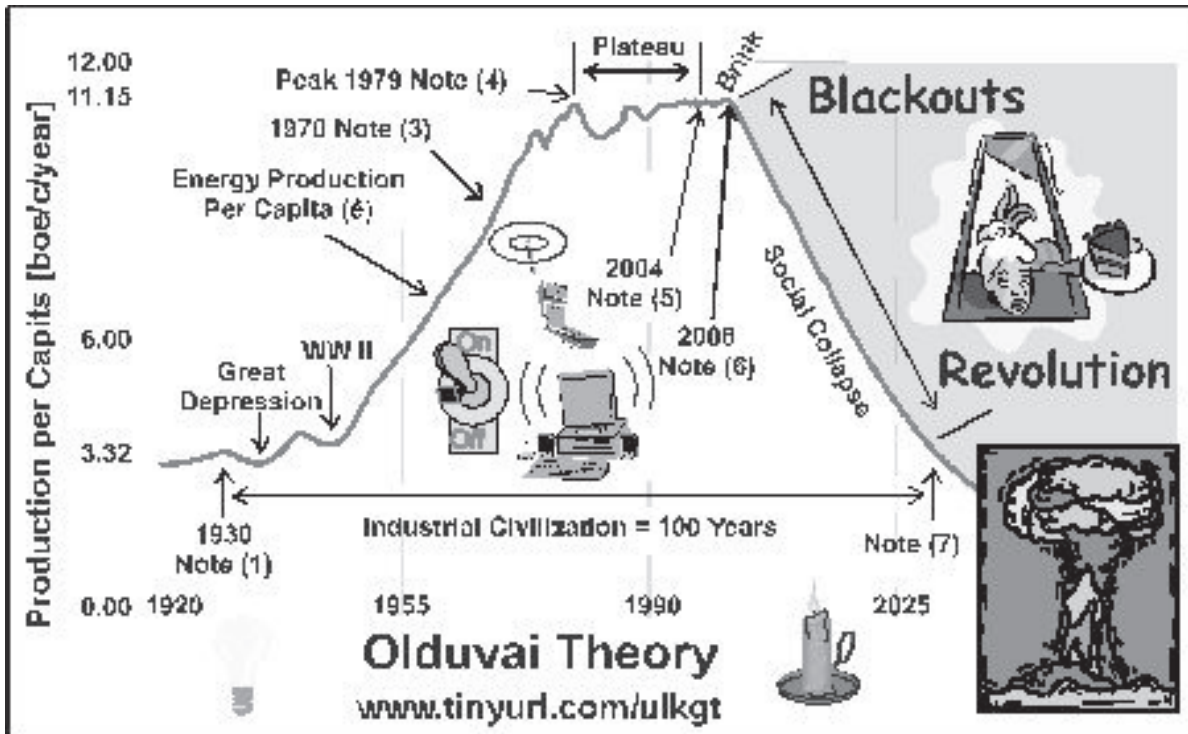 Production per Capits [boe/c/year]
12.00
11.15
6.00
3.32
0.00
Plateau
Brink
Peak 1979 Note (4)
1970 Note (3)
Energy Production
Per Capita (6)
Blackouts
2004
Note (5)
2008
Note (6)
Social Collapse
On
Off
WW II
Great
Depression
Revolution
1930
Note (1)
Industrial Civilization = 100 Years
Note (7)
1920
1955
1990
2025
Olduvai Theory
www.tinyurl.com/ulkgt